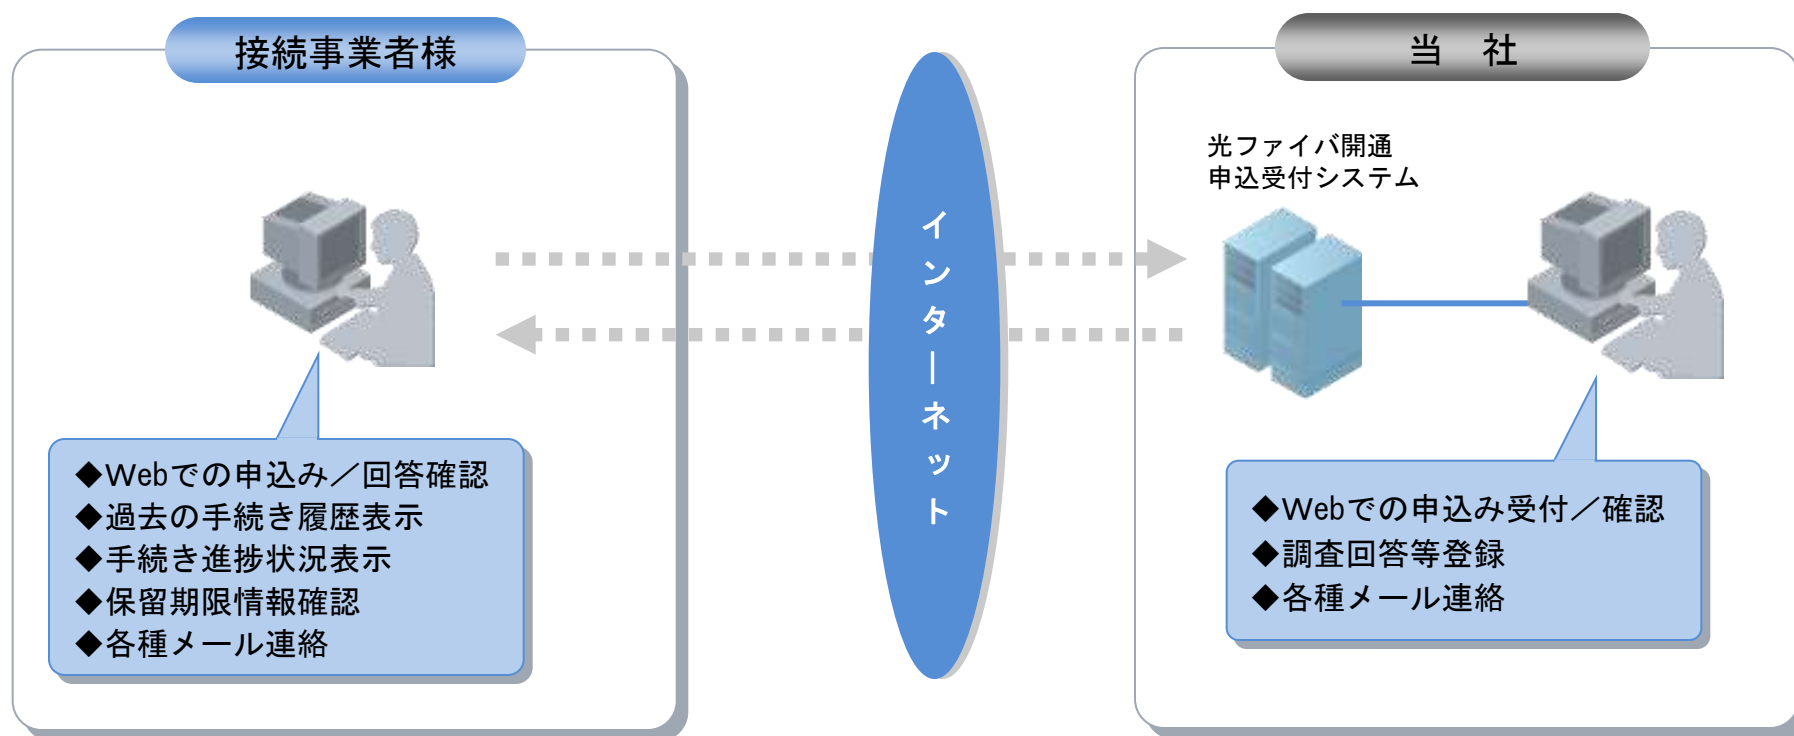 接続事業者様
◆Webでの申込み／回答確認
◆過去の手続き履歴表示
◆手続き進捗状況表示
◆保留期限情報確認
◆各種メール連絡
インターネット
当　社
光ファイバ開通
申込受付システム
◆Webでの申込み受付／確認
◆調査回答等登録
◆各種メール連絡